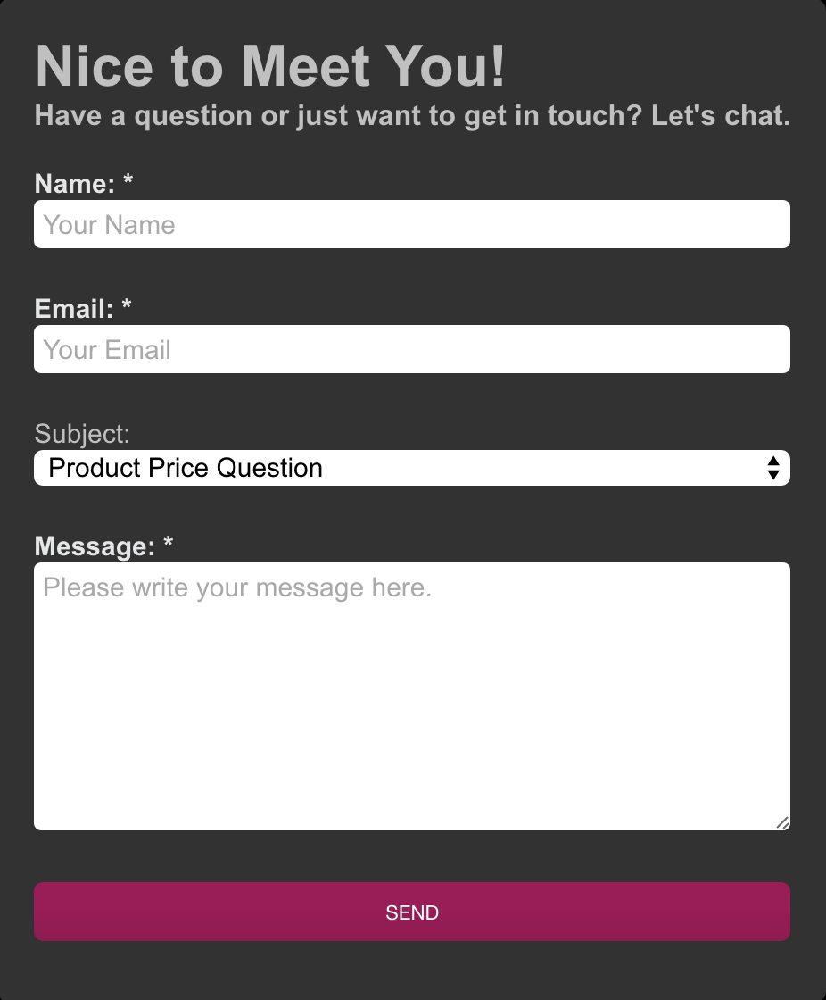 Nice to Meet You!
Have a question or just want to get in touch? Let's chat.
Name: *
Your Name
Email: *
Your Email
Subject:
Product Price Question
Message: *
Please write your message here.
SEND